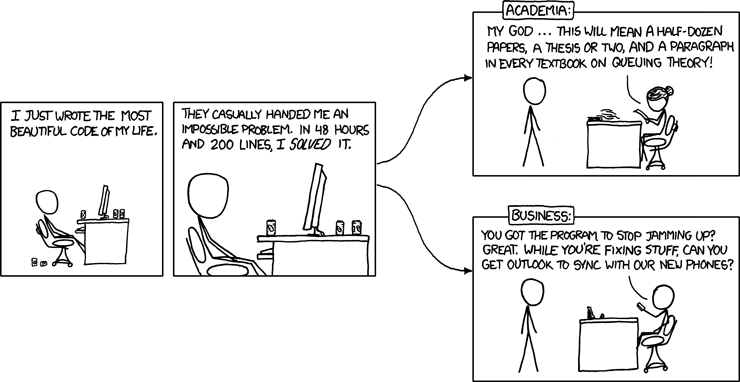 I JUST WROTE THE MOST
BEAUTIFUL CODE OF MY LIFE.
THEY CASUALLY HANDED ME AN
IMPOSSIBLE PROBLEM. IN 48 HOURS
AND 200 LINES, I SOLVED IT.
ACADEMIA:
MY GOD ... THIS WILL MEAN A HALF-DOZEN
PAPERS, A THESIS OR TWO, AND A PARAGRAPH
IN EVERY TEXTBOOK ON QUEUING THEORY!
BUSINESS:
YOU GOT THE PROGRAM TO STOP JAMMING UP?
GREAT. WHILE YOU'RE FIXING STUFF, CAN YOU
GET OUTLOOK TO SYNC WITH OUR NEW PHONES?